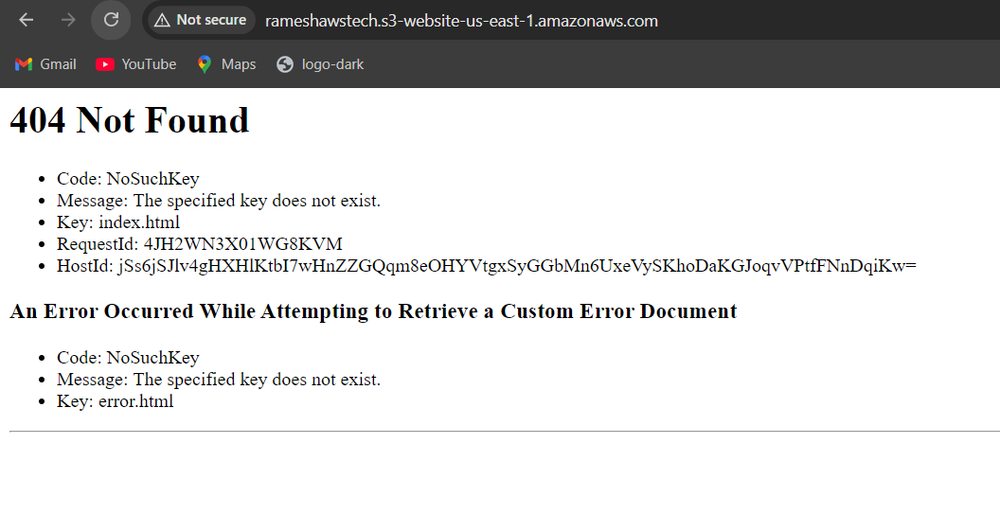 Not secure rameshawstech.s3-website-us-east-1.amazonaws.com
Gmail YouTube Maps logo-dark
404 Not Found
• Code: NoSuchKey
• Message: The specified key does not exist.
• Key: index.html
• RequestId: 4JH2WN3X01WG8KVM
• HostId: jSs6jSJlv4gHXHlKtbI7wHnZZGQqm8eOHYVtgxSyGGbMn6UxeVySKhoDaKGJoqvVPtfFNnDqiKw=
An Error Occurred While Attempting to Retrieve a Custom Error Document
• Code: NoSuchKey
• Message: The specified key does not exist.
• Key: error.html